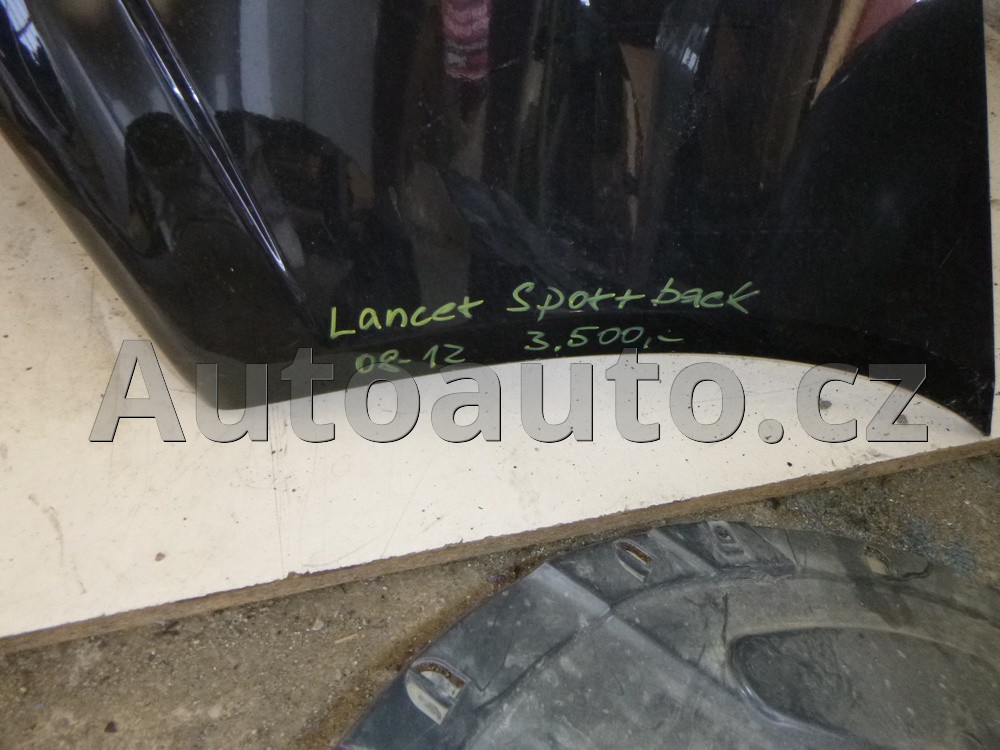 Lancer Sportback
08-12 3.500,-
Autoauto.cz